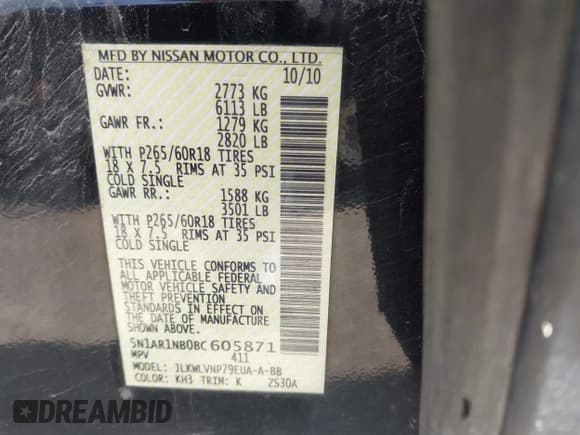 MFD BY NISSAN MOTOR CO., LTD.
DATE: 10/10
GVWR: 2773 KG
6113 LB
GAWR FR.: 1279 KG
2820 LB
WITH P265/60R18 TIRES
18 X 7.5 RIMS AT 35 PSI
COLD SINGLE
GAWR RR.: 1588 KG
3501 LB
WITH P265/60R18 TIRES
18 X 7.5 RIMS AT 35 PSI
COLD SINGLE
THIS VEHICLE CONFORMS TO
ALL APPLICABLE FEDERAL
MOTOR VEHICLE SAFETY AND
THEFT PREVENTION
STANDARDS IN EFFECT ON
THE DATE OF MANUFACTURE
SHOWN ABOVE
5N1AR1NB0BC605871
MPV 411
MODEL: JLKWLVNP79EUA-A-BB
COLOR: KH3 TRIM: K ZS30A
DREAMBID